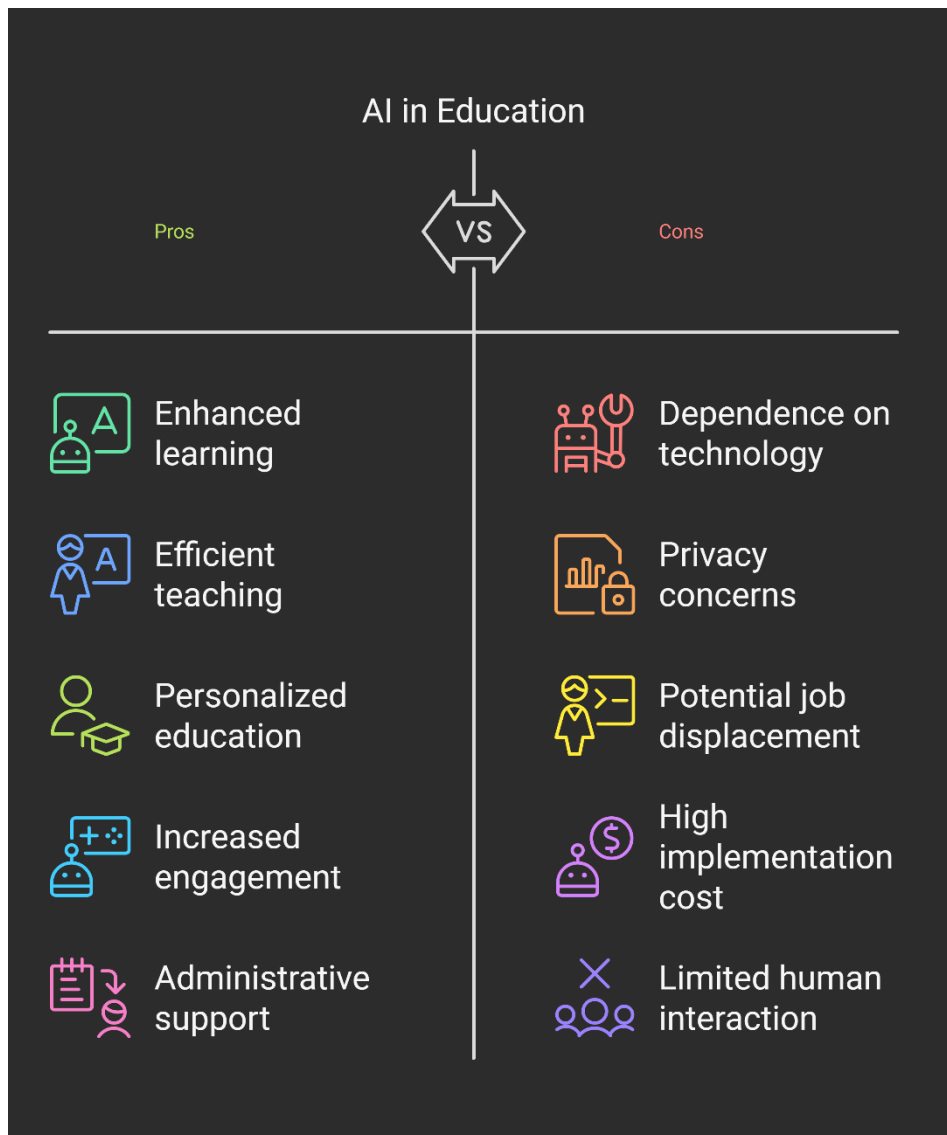 AI in Education
VS
Pros
Cons
A
Enhanced
learning
A
Efficient
teaching
Personalized
education
Increased
engagement
Administrative
support
Dependence on
technology
Privacy
concerns
Potential job
displacement
$
High
implementation
cost
Limited human
interaction